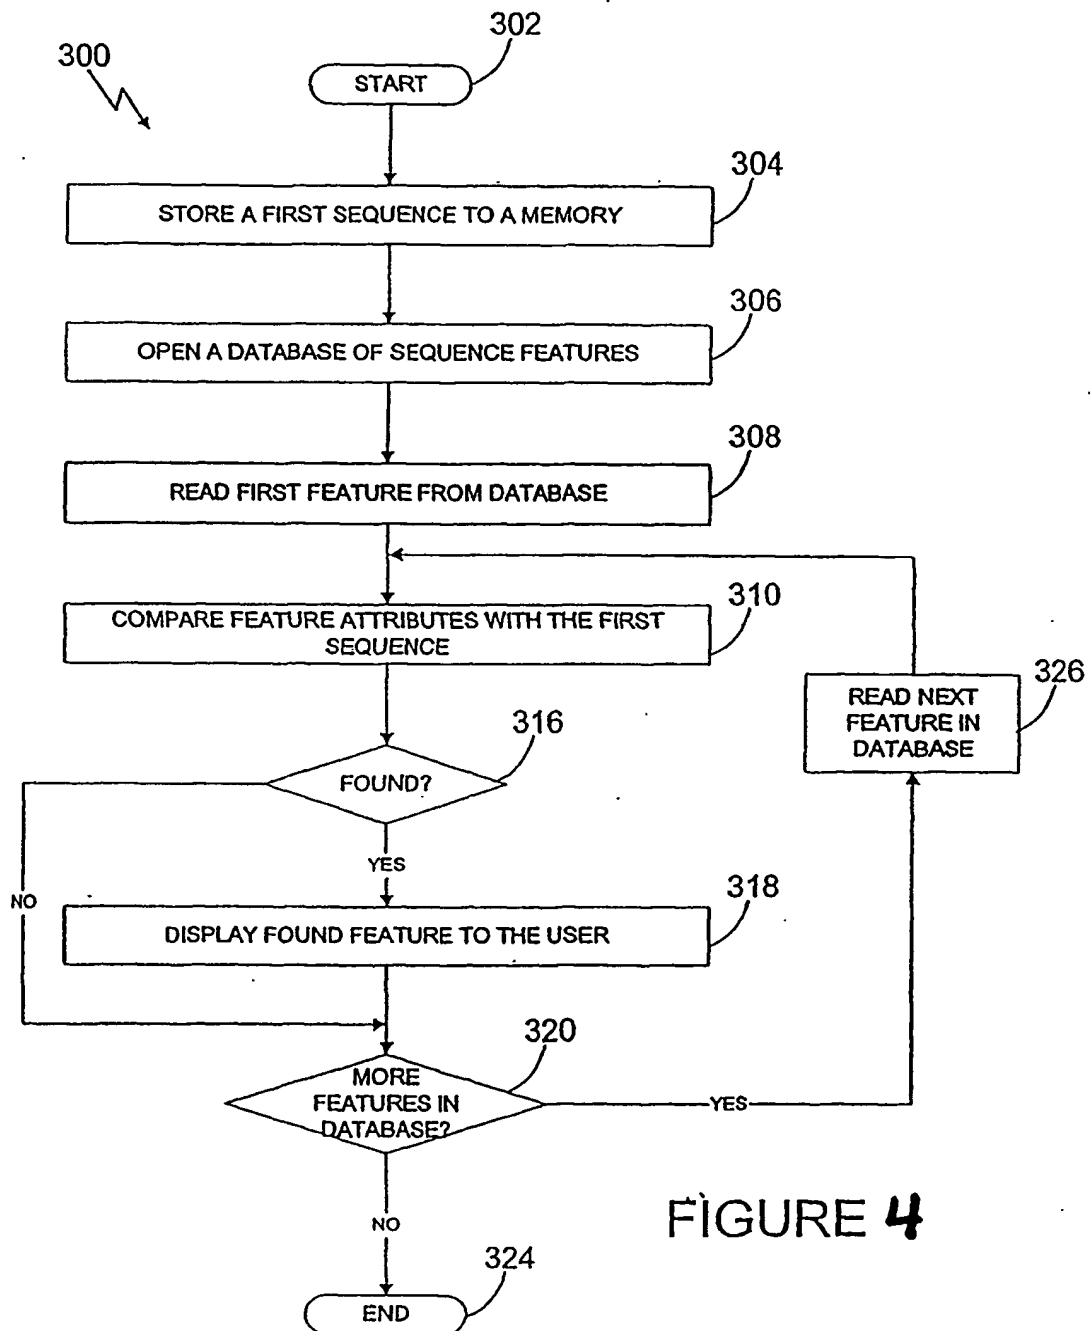 302
300
START
304
STORE A FIRST SEQUENCE TO A MEMORY
306
OPEN A DATABASE OF SEQUENCE FEATURES
308
READ FIRST FEATURE FROM DATABASE
310
COMPARE FEATURE ATTRIBUTES WITH THE FIRST
SEQUENCE
326
READ NEXT
FEATURE IN
DATABASE
316
FOUND?
YES
NO
318
DISPLAY FOUND FEATURE TO THE USER
320
MORE
FEATURES IN
DATABASE?
YES
NO
FIGURE 4
324
END